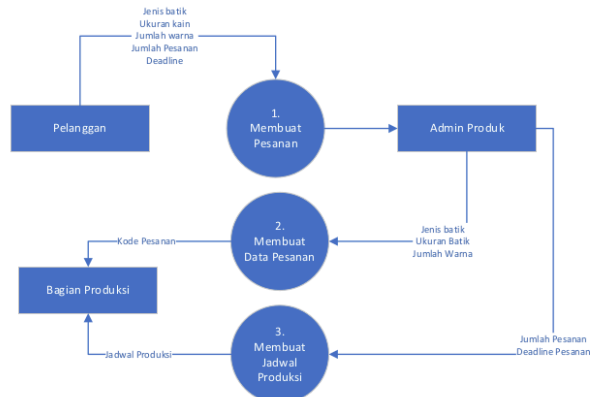 Jenis batik
Ukuran kain
Jumlah warna
Jumlah Pesanan
Deadline
Pelanggan
1.
Membuat
Pesanan
Admin Produk
2.
Membuat
Data Pesanan
Jenis batik
Ukuran Batik
Jumlah Warna
Kode Pesanan
Bagian Produksi
3.
Membuat
Jadwal
Produksi
Jadwal Produksi
Jumlah Pesanan
Deadline Pesanan